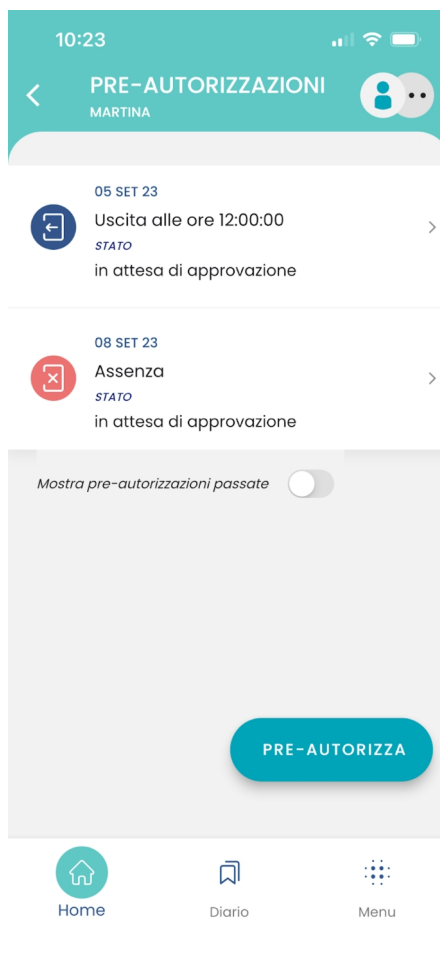 10:23
PRE-AUTORIZZAZIONI
MARTINA
05 SET 23
Uscita alle ore 12:00:00
STATO
in attesa di approvazione
08 SET 23
Assenza
STATO
in attesa di approvazione
Mostra pre-autorizzazioni passate
PRE-AUTORIZZA
Home
Diario
Menu